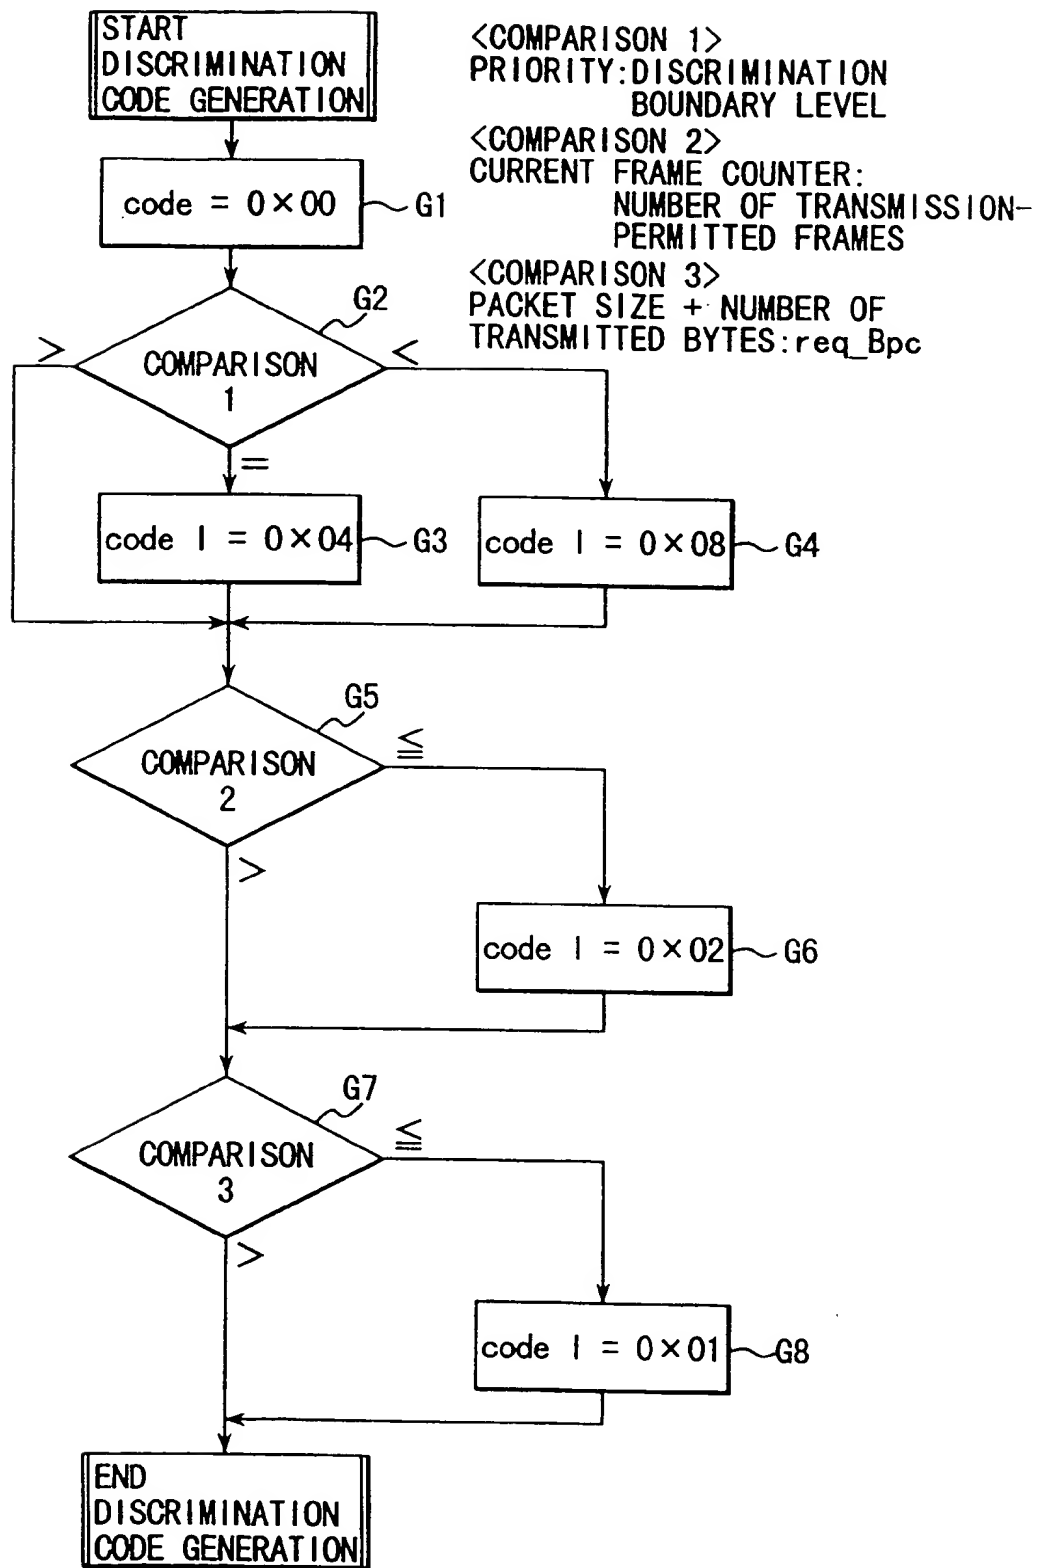 START
DISCRIMINATION
CODE GENERATION
<COMPARISON 1>
PRIORITY:DISCRIMINATION
BOUNDARY LEVEL
<COMPARISON 2>
CURRENT FRAME COUNTER:
NUMBER OF TRANSMISSION-
PERMITTED FRAMES
<COMPARISON 3>
PACKET SIZE + NUMBER OF
TRANSMITTED BYTES:req_Bpc
code = 0×00
G1
G2
>
COMPARISON
1
<
=
code | = 0×04
G3
code | = 0×08
G4
G5
COMPARISON
2
≦
>
code | = 0×02
G6
G7
COMPARISON
3
≦
>
code | = 0×01
G8
END
DISCRIMINATION
CODE GENERATION